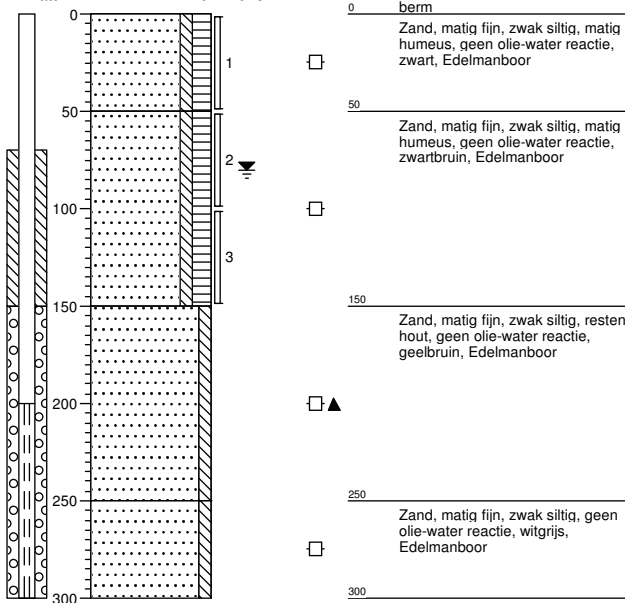 0
berm
0
Zand, matig fijn, zwak siltig, matig
humeus, geen olie-water reactie,
zwart, Edelmanboor
1
50
50
Zand, matig fijn, zwak siltig, matig
humeus, geen olie-water reactie,
zwartbruin, Edelmanboor
2
100
3
150
150
Zand, matig fijn, zwak siltig, resten
hout, geen olie-water reactie,
geelbruin, Edelmanboor
200
250
250
Zand, matig fijn, zwak siltig, geen
olie-water reactie, witgrijs,
Edelmanboor
300
300